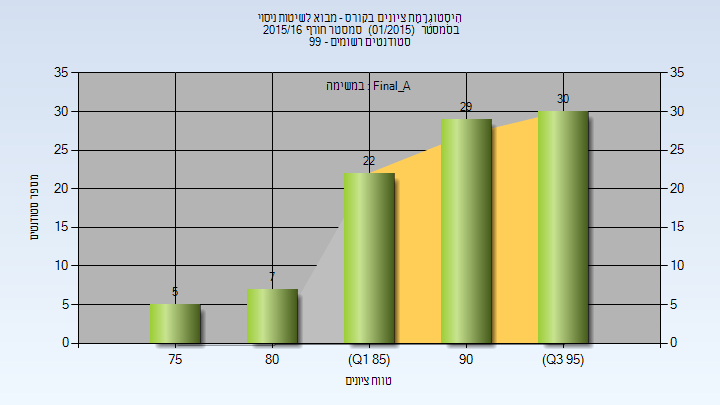 היסטוגרמת ציונים בקורס - מבוא לשיטות ניסוי
בסמסטר (01/2015) סמסטר חורף 2015/16
סטודנטים רשומים - 99
במשימה : Final_A
מספר סטודנטים
35 35
30 30
25 25
20 20
15 15
10 10
5 5
0 0
5 7 22 29 30
75 80 (Q1 85) 90 (Q3 95)
טווח ציונים